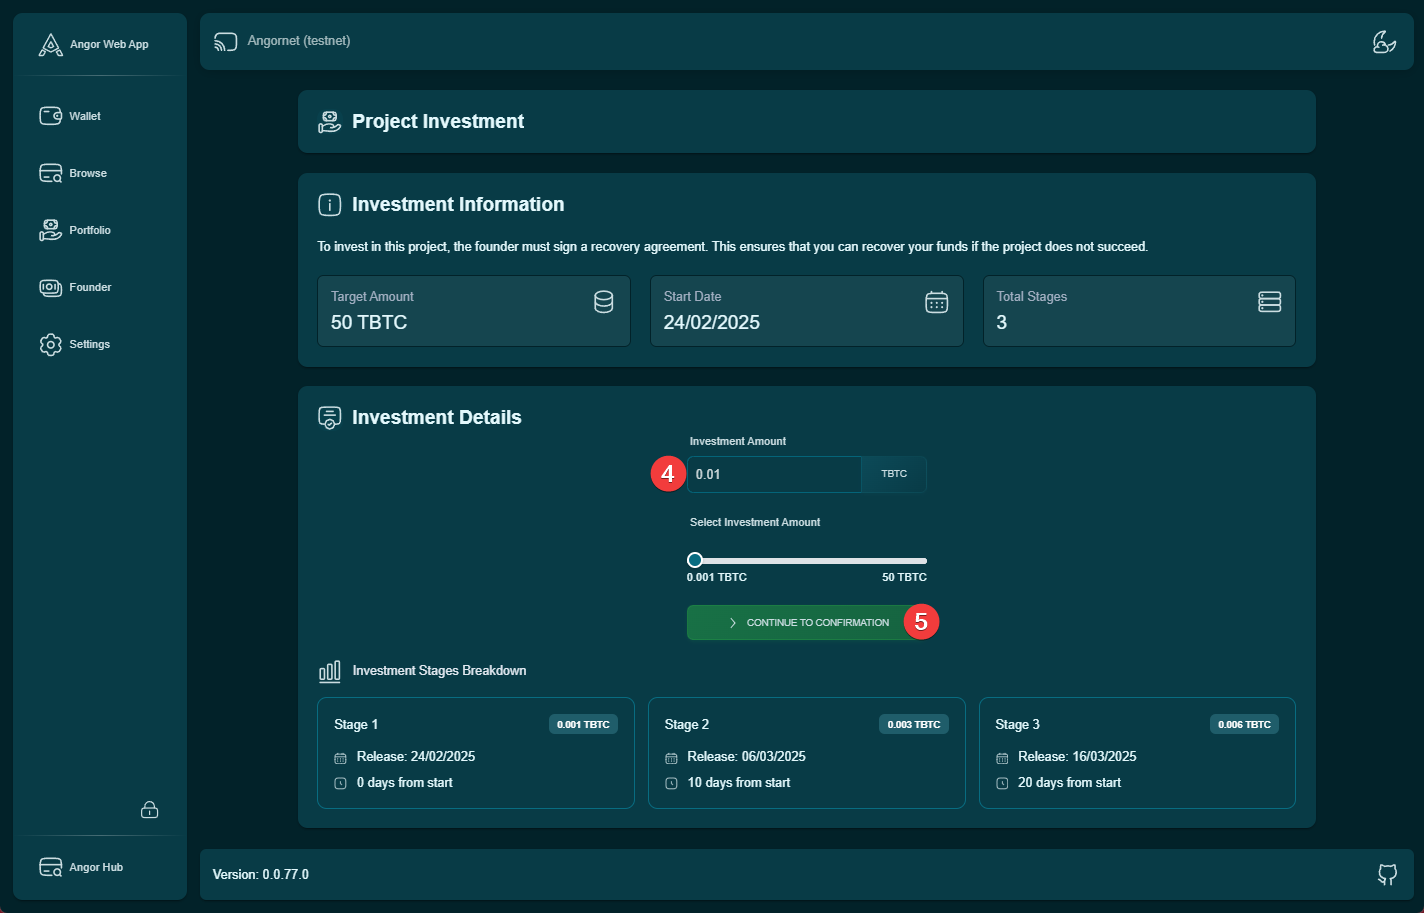 Angor Web App
Wallet
Browse
Portfolio
Founder
Settings
Angor Hub
Angornet (testnet)
Project Investment
Investment Information
To invest in this project, the founder must sign a recovery agreement. This ensures that you can recover your funds if the project does not succeed.
Target Amount
50 TBTC
Start Date
24/02/2025
Total Stages
3
Investment Details
Investment Amount
4
0.01
TBTC
Select Investment Amount
0.001 TBTC
50 TBTC
CONTINUE TO CONFIRMATION
5
Investment Stages Breakdown
Stage 1
0.001 TBTC
Release: 24/02/2025
0 days from start
Stage 2
0.003 TBTC
Release: 06/03/2025
10 days from start
Stage 3
0.006 TBTC
Release: 16/03/2025
20 days from start
Version: 0.0.77.0